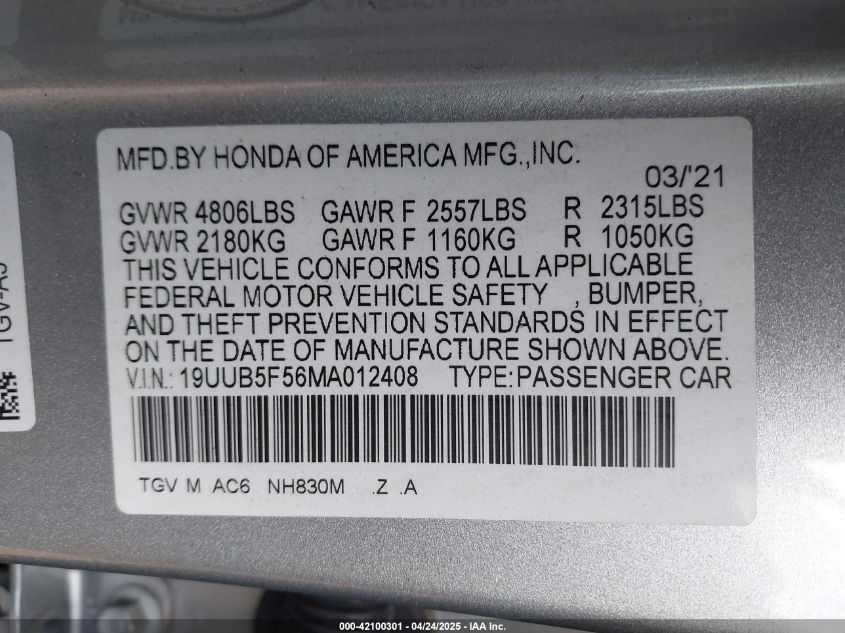 MFD.BY HONDA OF AMERICA MFG.,INC.
03/'21
GVWR 4806LBS GAWR F 2557LBS R 2315LBS
GVWR 2180KG GAWR F 1160KG R 1050KG
THIS VEHICLE CONFORMS TO ALL APPLICABLE
FEDERAL MOTOR VEHICLE SAFETY , BUMPER,
AND THEFT PREVENTION STANDARDS IN EFFECT
ON THE DATE OF MANUFACTURE SHOWN ABOVE.
V.I.N.: 19UUB5F56MA012408 TYPE:PASSENGER CAR
TGV M AC6 NH830M .Z .A
TGV-A5
000-42100301 - 04/24/2025 - IAA Inc.